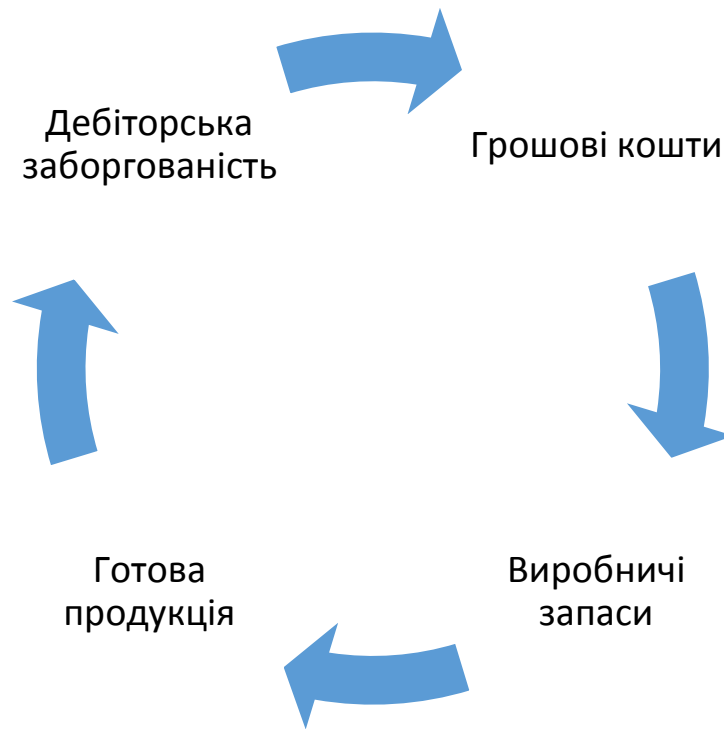 Дебіторська
заборгованість
Грошові кошти
Готова
продукція
Виробничі
запаси